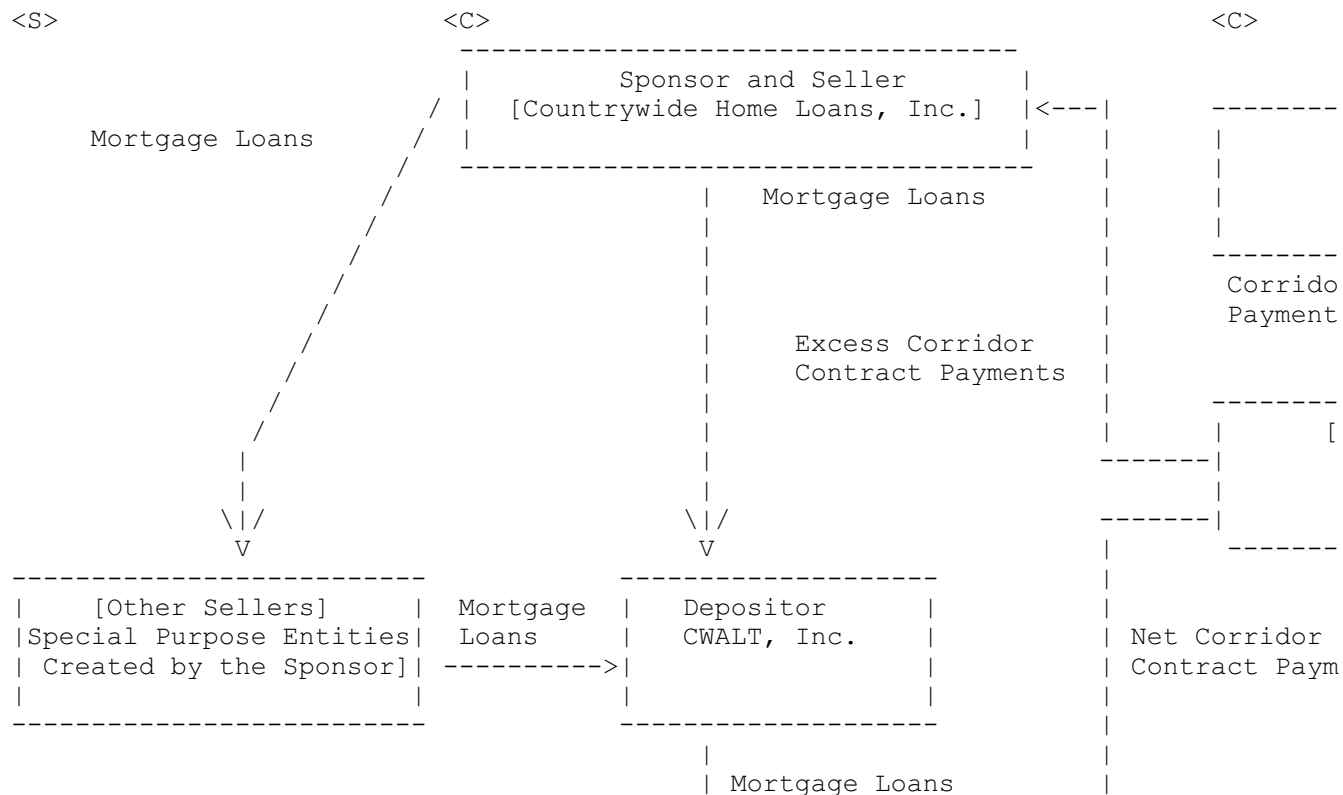 <S> <C> <C>
Sponsor and Seller
[Countrywide Home Loans, Inc.]
Mortgage Loans
Mortgage Loans
Corrido
Payment
Excess Corridor
Contract Payments
[
[Other Sellers] Mortgage Depositor
Special Purpose Entities Loans CWALT, Inc. Net Corridor
Created by the Sponsor] Contract Paym
Mortgage Loans